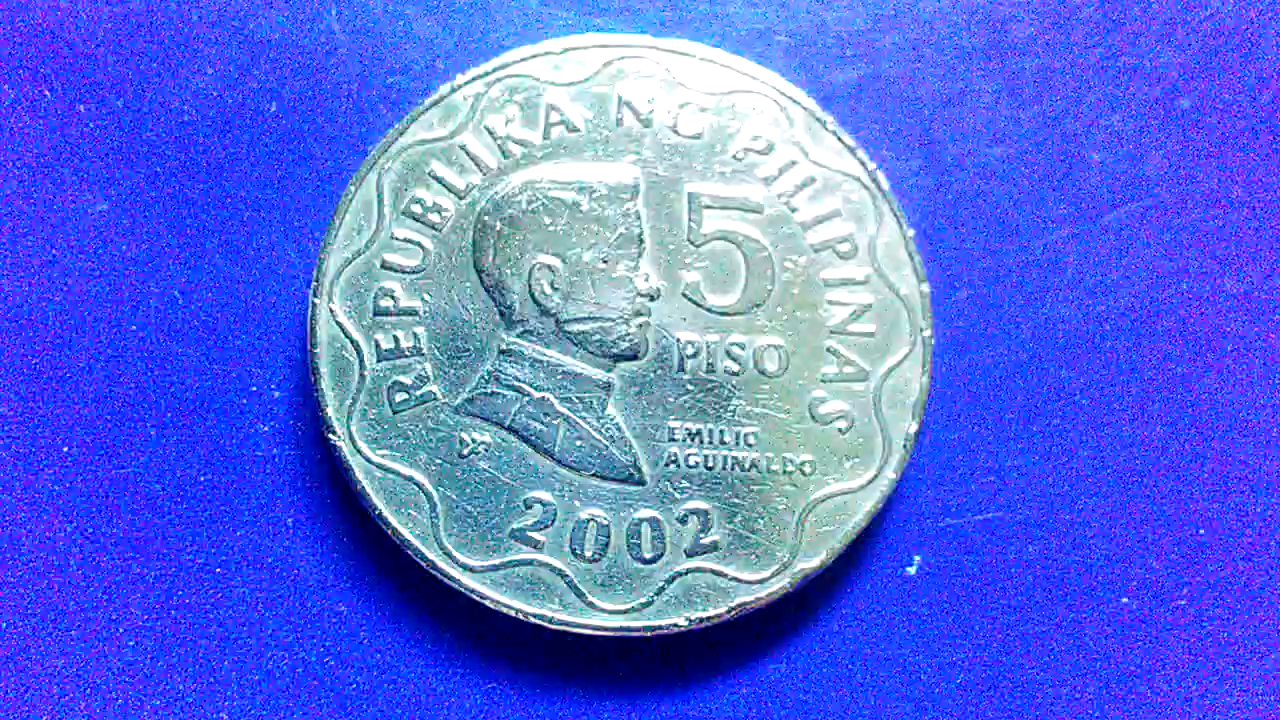 REPUBLIKA NG PILIPINAS
5
PISO
EMILIO
AGUINALDO
2002